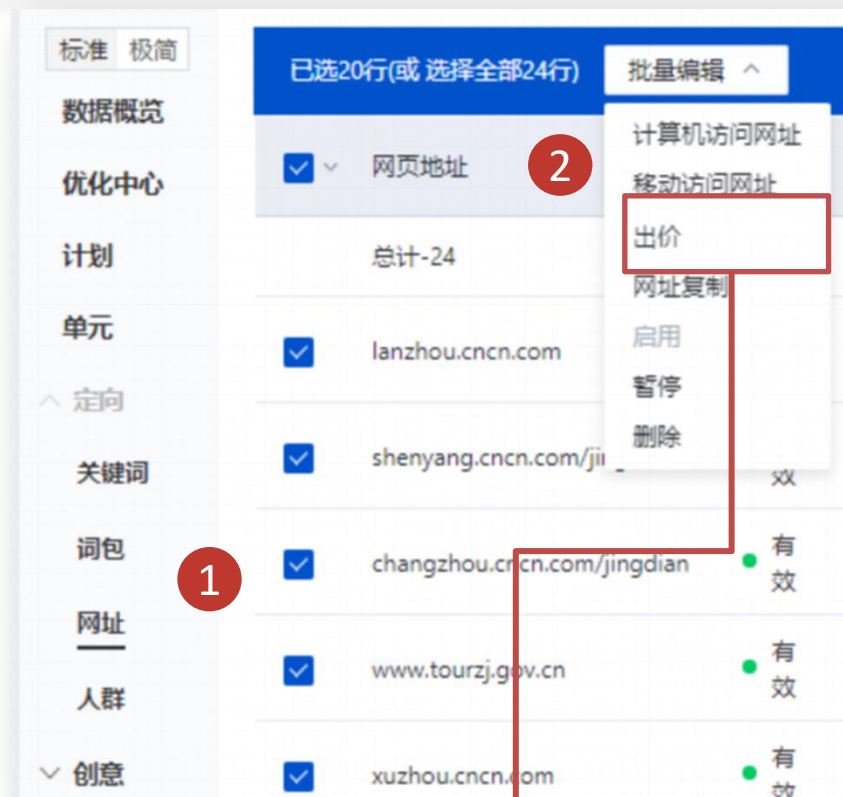 标准 极简
已选20行(或 选择全部24行) 批量编辑
数据概览
计算机访问网址
优化中心
网页地址
2
移动访问网址
计划
总计-24
出价
网址复制
单元
lanzhou.cncn.com
启用
定向
暂停
删除
关键词
shenyang.cncn.com/jin
效
词包
1
changzhou.cncn.com/jingdian
有
效
网址
www.tourzj.gov.cn
有
效
人群
创意
xuzhou.cncn.com
有
效